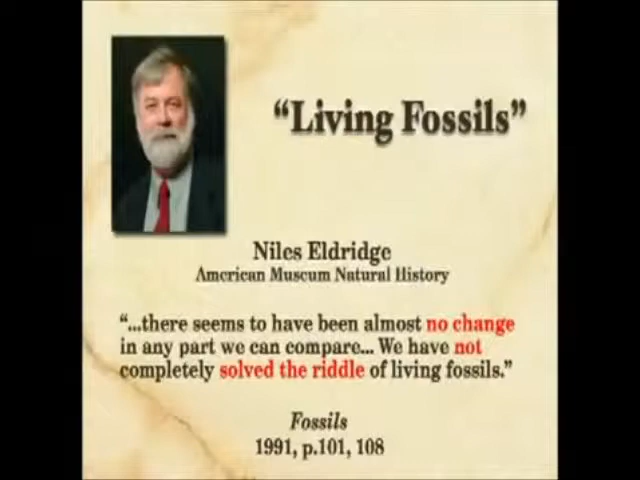 “Living Fossils”
Niles Eldridge
American Museum Natural History
“...there seems to have been almost no change
in any part we can compare... We have not
completely solved the riddle of living fossils.”
Fossils
1991, p.101, 108